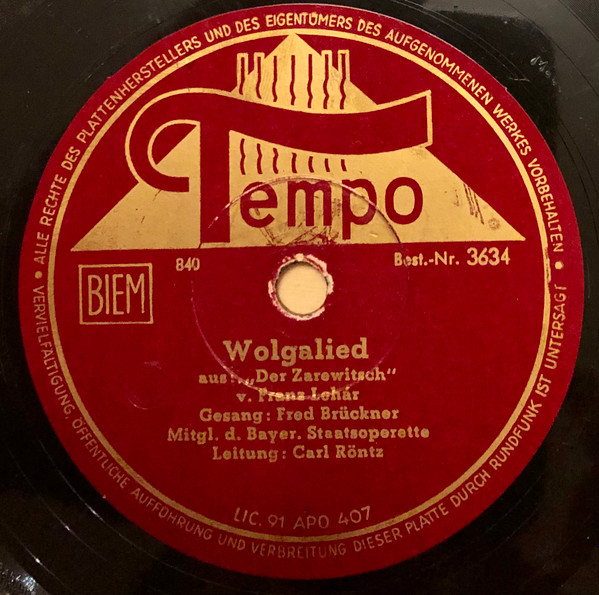 • ALLE RECHTE DES PLATTENHERSTELLERS UND DES EIGENTÜMERS DES AUFGENOMMENEN WERKES VORBEHALTEN •
Tempo
840
Best.-Nr. 3634
BIEM
Wolgalied
aus: „Der Zarewitsch“
v. Franz Lehár
Gesang: Fred Brückner
Mitgl. d. Bayer. Staatsoperette
Leitung: Carl Röntz
LIC. 91 APO 407
VERVIELFÄLTIGUNG, ÖFFENTLICHE AUFFÜHRUNG UND VERBREITUNG DIESER PLATTE DURCH RUNDFUNK IST UNTERSAGT